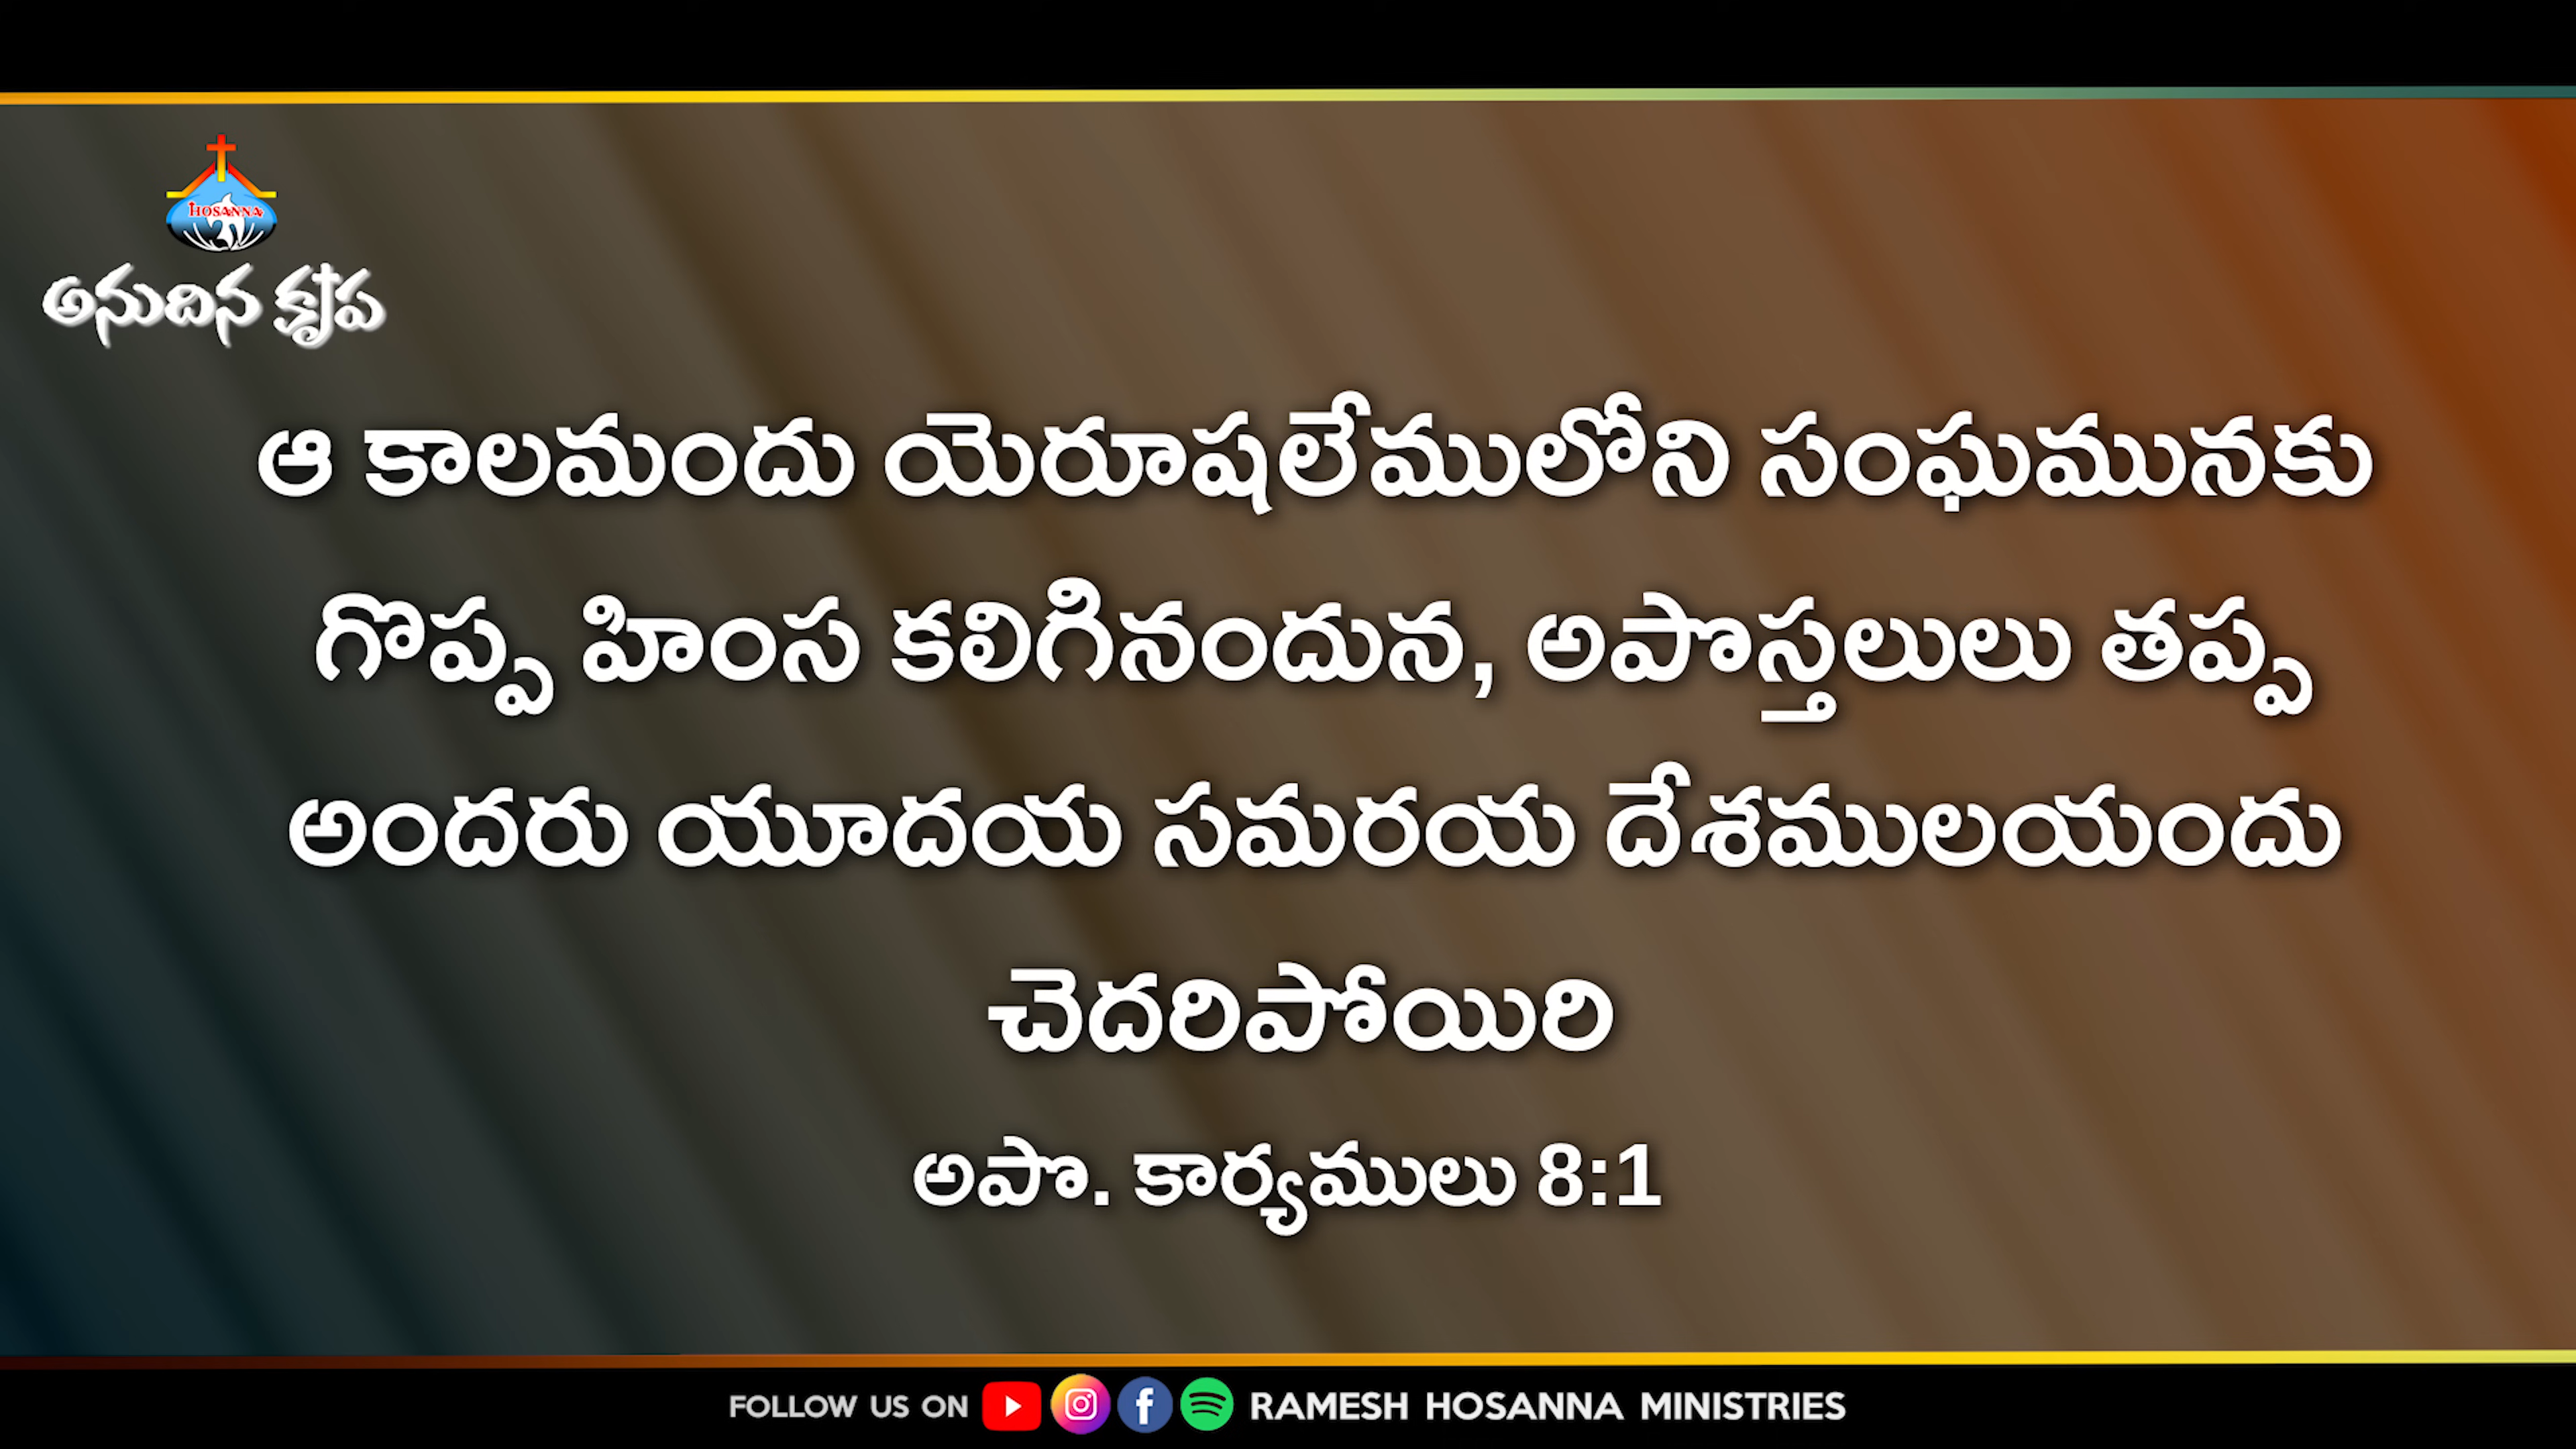 HOSANNA
అనుదిన కృప
ఆ కాలమందు యెరూషలేములోని సంఘమునకు
గొప్ప హింస కలిగినందున, అపొస్తలులు తప్ప
అందరు యూదయ సమరయ దేశములయందు
చెదరిపోయిరి
అపొ. కార్యములు 8:1
FOLLOW US ON RAMESH HOSANNA MINISTRIES